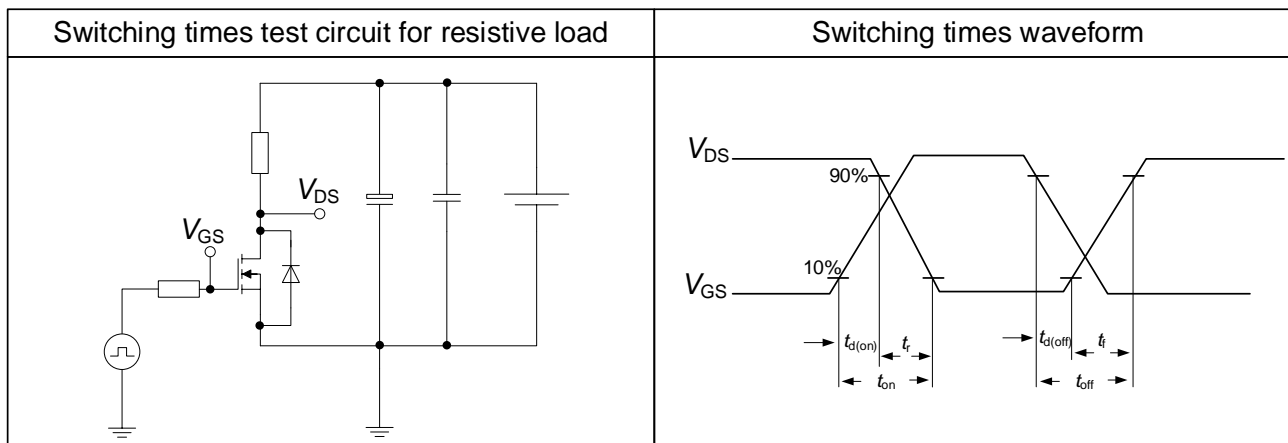 Switching times test circuit for resistive load
Switching times waveform
VDS
VGS
VDS
90%
10%
VGS
td(on)
tr
td(off)
tf
ton
toff